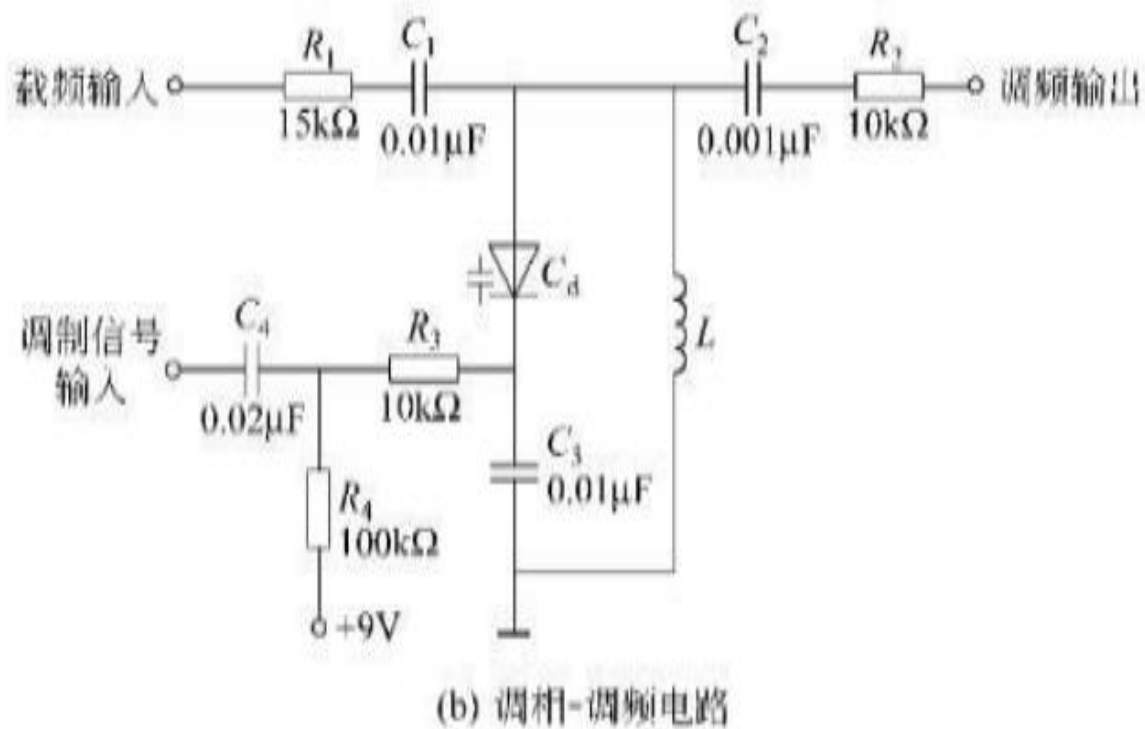 载频输入
R₁
15kΩ
C₁
0.01μF
C₂
0.001μF
R₂
10kΩ
调频输出
C_d
L
调制信号
输入
C₄
0.02μF
R₃
10kΩ
C₃
0.01μF
R₄
100kΩ
+9V
(b) 调相-调频电路